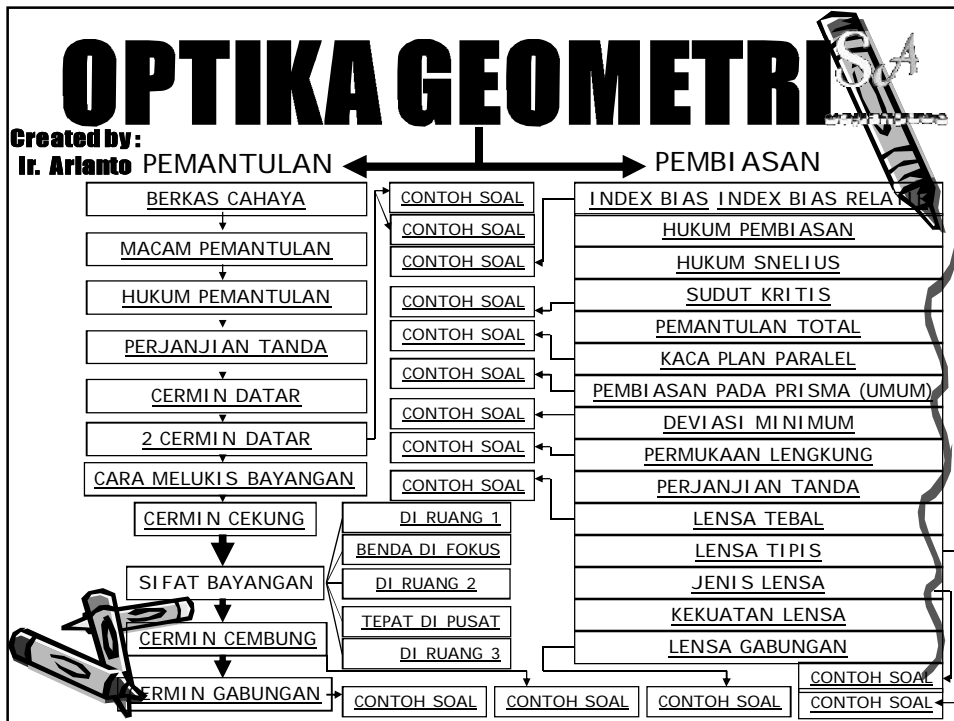 OPTIKA GEOMETRI
Created by :
Ir. Arianto
PEMANTULAN
PEMBIASAN
BERKAS CAHAYA
MACAM PEMANTULAN
HUKUM PEMANTULAN
PERJANJIAN TANDA
CERMIN DATAR
2 CERMIN DATAR
CARA MELUKIS BAYANGAN
CERMIN CEKUNG
SIFAT BAYANGAN
CERMIN CEMBUNG
ERMIN GABUNGAN
CONTOH SOAL
CONTOH SOAL
CONTOH SOAL
CONTOH SOAL
CONTOH SOAL
CONTOH SOAL
CONTOH SOAL
CONTOH SOAL
CONTOH SOAL
DI RUANG 1
BENDA DI FOKUS
DI RUANG 2
TEPAT DI PUSAT
DI RUANG 3
INDEX BIAS INDEX BIAS RELATI
HUKUM PEMBIASAN
HUKUM SNELIUS
SUDUT KRITIS
PEMANTULAN TOTAL
KACA PLAN PARALEL
PEMBIASAN PADA PRISMA (UMUM)
DEVIASI MINIMUM
PERMUKAAN LENGKUNG
PERJANJIAN TANDA
LENSA TEBAL
LENSA TIPIS
JENIS LENSA
KEKUATAN LENSA
LENSA GABUNGAN
CONTOH SOAL
CONTOH SOAL
CONTOH SOAL
CONTOH SOAL
CONTOH SOAL
ScA